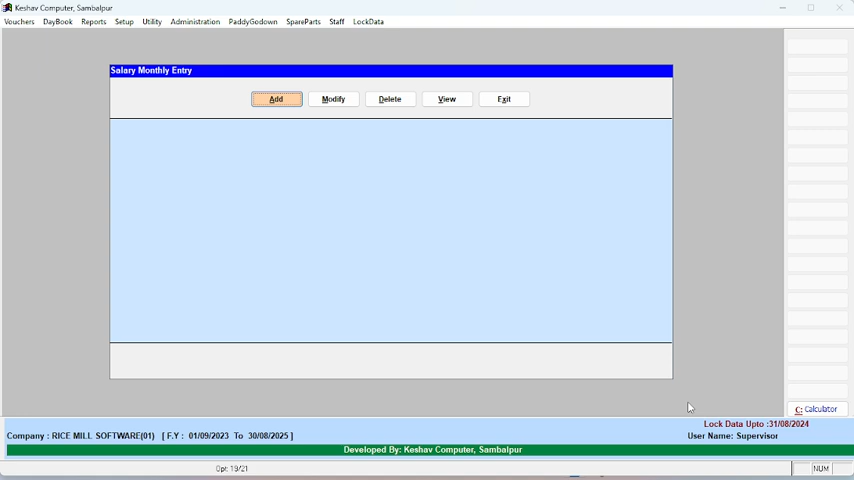 Keshav Computer, Sambalpur
Vouchers DayBook Reports Setup Utility Administration PaddyGodown SpareParts Staff LockData
Salary Monthly Entry
Add Modify Delete View Exit
C: Calculator
Lock Data Upto :31/08/2024
Company : RICE MILL SOFTWARE(01) [ F.Y : 01/09/2023 To 30/08/2025 ] User Name: Supervisor
Developed By: Keshav Computer, Sambalpur
Opt: 19/21 NUM